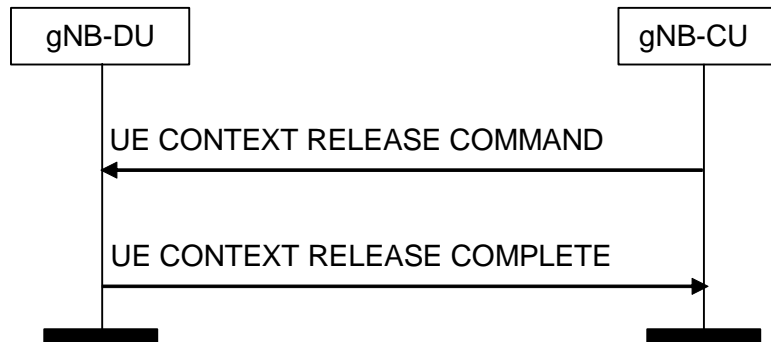 gNB-DU
gNB-CU
UE CONTEXT RELEASE COMMAND
UE CONTEXT RELEASE COMPLETE